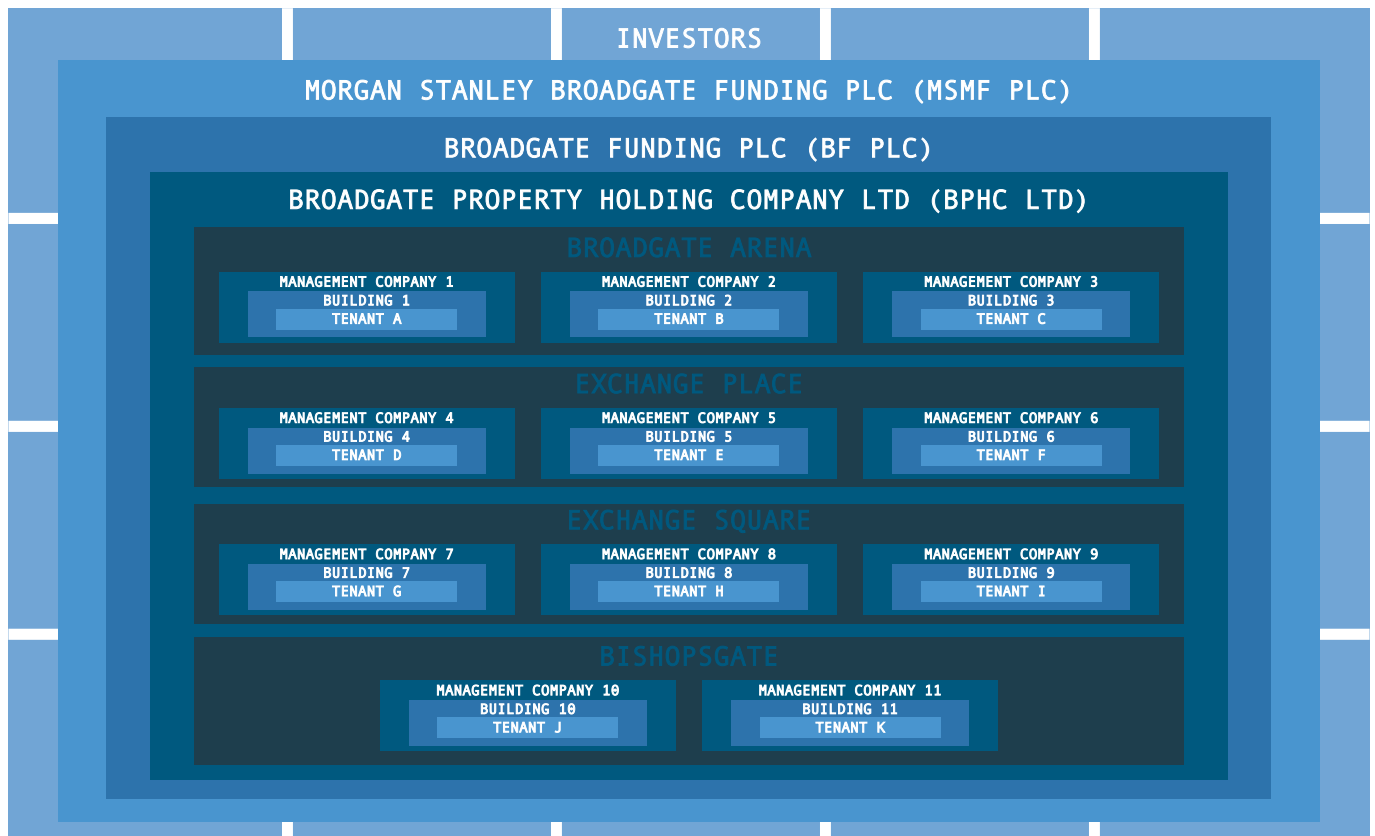 INVESTORS
MORGAN STANLEY BROADGATE FUNDING PLC (MSMF PLC)
BROADGATE FUNDING PLC (BF PLC)
BROADGATE PROPERTY HOLDING COMPANY LTD (BPHC LTD)
BROADGATE ARENA
MANAGEMENT COMPANY 1
BUILDING 1
TENANT A
MANAGEMENT COMPANY 2
BUILDING 2
TENANT B
MANAGEMENT COMPANY 3
BUILDING 3
TENANT C
EXCHANGE PLACE
MANAGEMENT COMPANY 4
BUILDING 4
TENANT D
MANAGEMENT COMPANY 5
BUILDING 5
TENANT E
MANAGEMENT COMPANY 6
BUILDING 6
TENANT F
EXCHANGE SQUARE
MANAGEMENT COMPANY 7
BUILDING 7
TENANT G
MANAGEMENT COMPANY 8
BUILDING 8
TENANT H
MANAGEMENT COMPANY 9
BUILDING 9
TENANT I
BISHOPSGATE
MANAGEMENT COMPANY 10
BUILDING 10
TENANT J
MANAGEMENT COMPANY 11
BUILDING 11
TENANT K